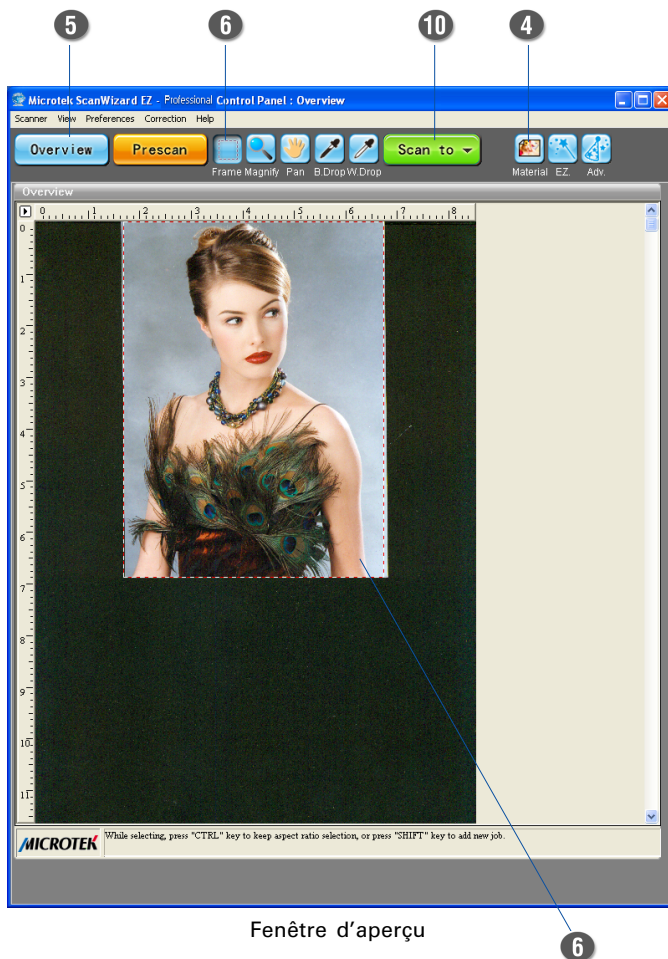 5 6 10 4
Microtek ScanWizard EZ - Professional Control Panel : Overview
Scanner View Preferences Correction Help
Overview Prescan Scan to
Frame Magnify Pan B.Drop W.Drop Material EZ. Adv.
Overview
0 1 2 3 4 5 6 7 8
0
1
2
3
4
5
6
7
8
9
10
11
MICROTEK While selecting, press "CTRL" key to keep aspect ratio selection, or press "SHIFT" key to add new job.
Fenêtre d’aperçu
6